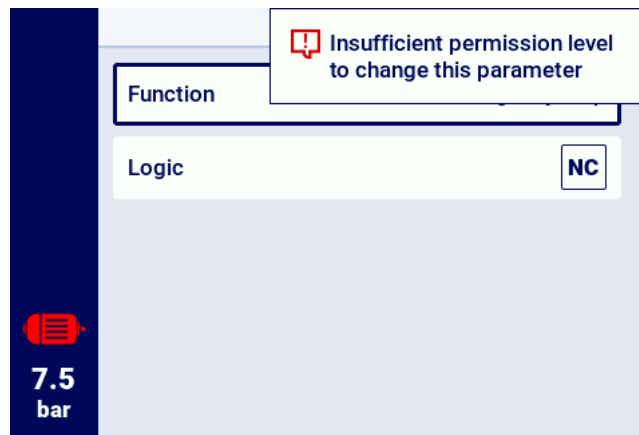 Insufficient permission level
to change this parameter
Function
Logic
NC
7.5
bar